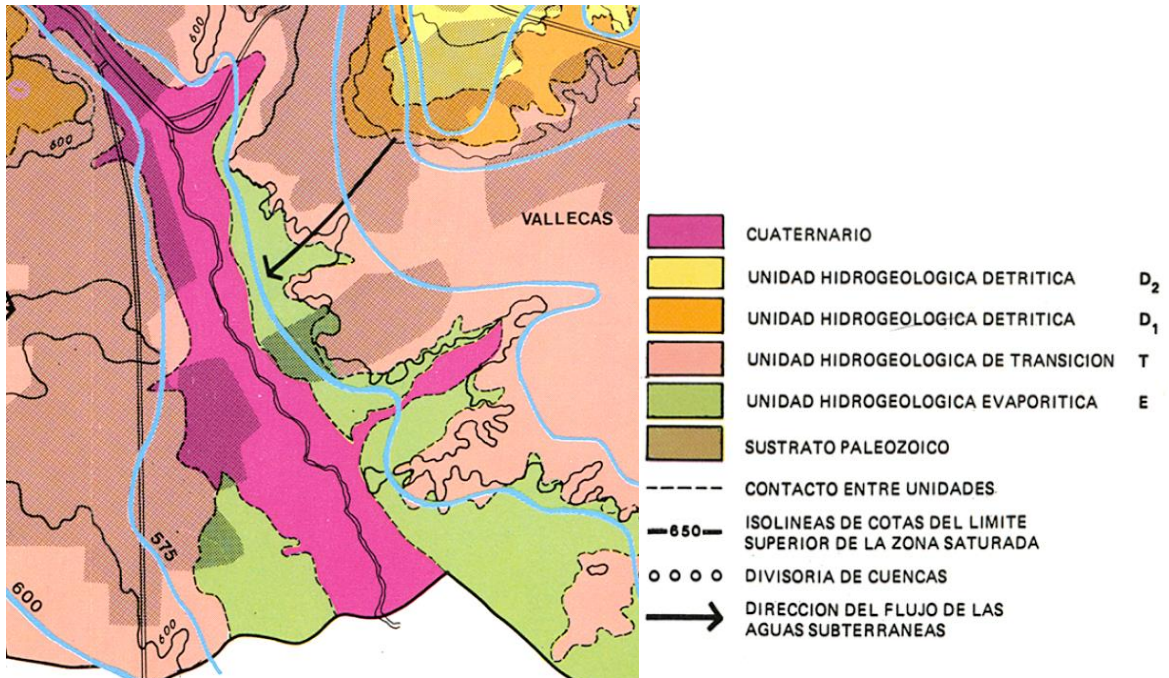 600
600
600
VALLECAS
575
600
600
CUATERNARIO
UNIDAD HIDROGEOLOGICA DETRITICA D₂
UNIDAD HIDROGEOLOGICA DETRITICA D₁
UNIDAD HIDROGEOLOGICA DE TRANSICION T
UNIDAD HIDROGEOLOGICA EVAPORITICA E
SUSTRATO PALEOZOICO
CONTACTO ENTRE UNIDADES
650
ISOLINEAS DE COTAS DEL LIMITE
SUPERIOR DE LA ZONA SATURADA
DIVISORIA DE CUENCAS
DIRECCION DEL FLUJO DE LAS
AGUAS SUBTERRANEAS